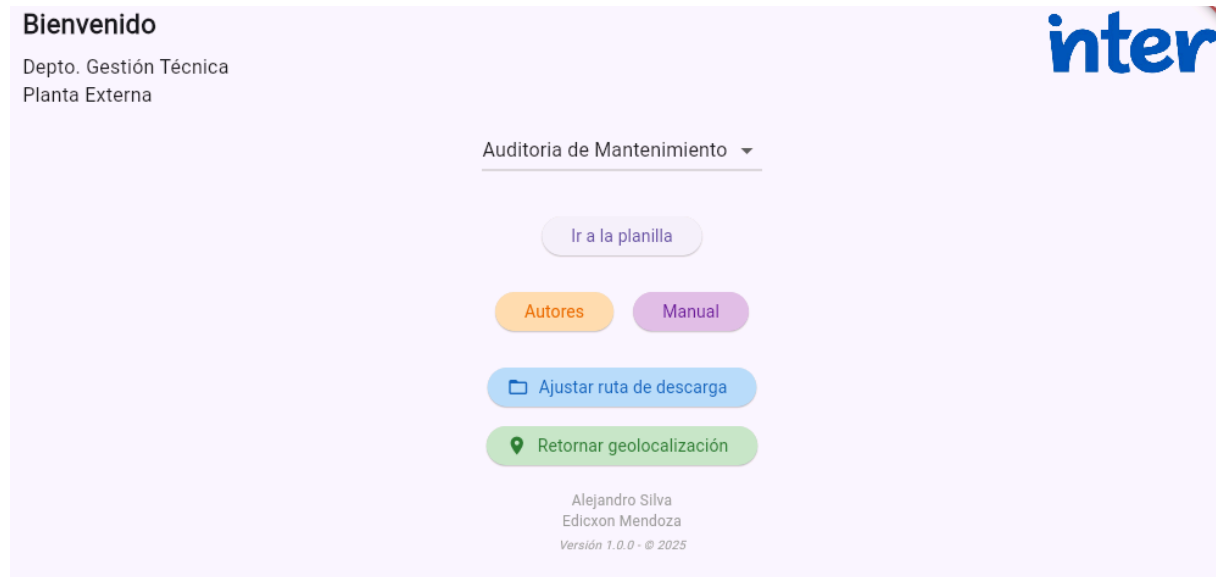 Bienvenido
inter
Depto. Gestión Técnica
Planta Externa
Auditoria de Mantenimiento
Ir a la planilla
Autores
Manual
Ajustar ruta de descarga
Retornar geolocalización
Alejandro Silva
Edicxon Mendoza
Versión 1.0.0 - © 2025